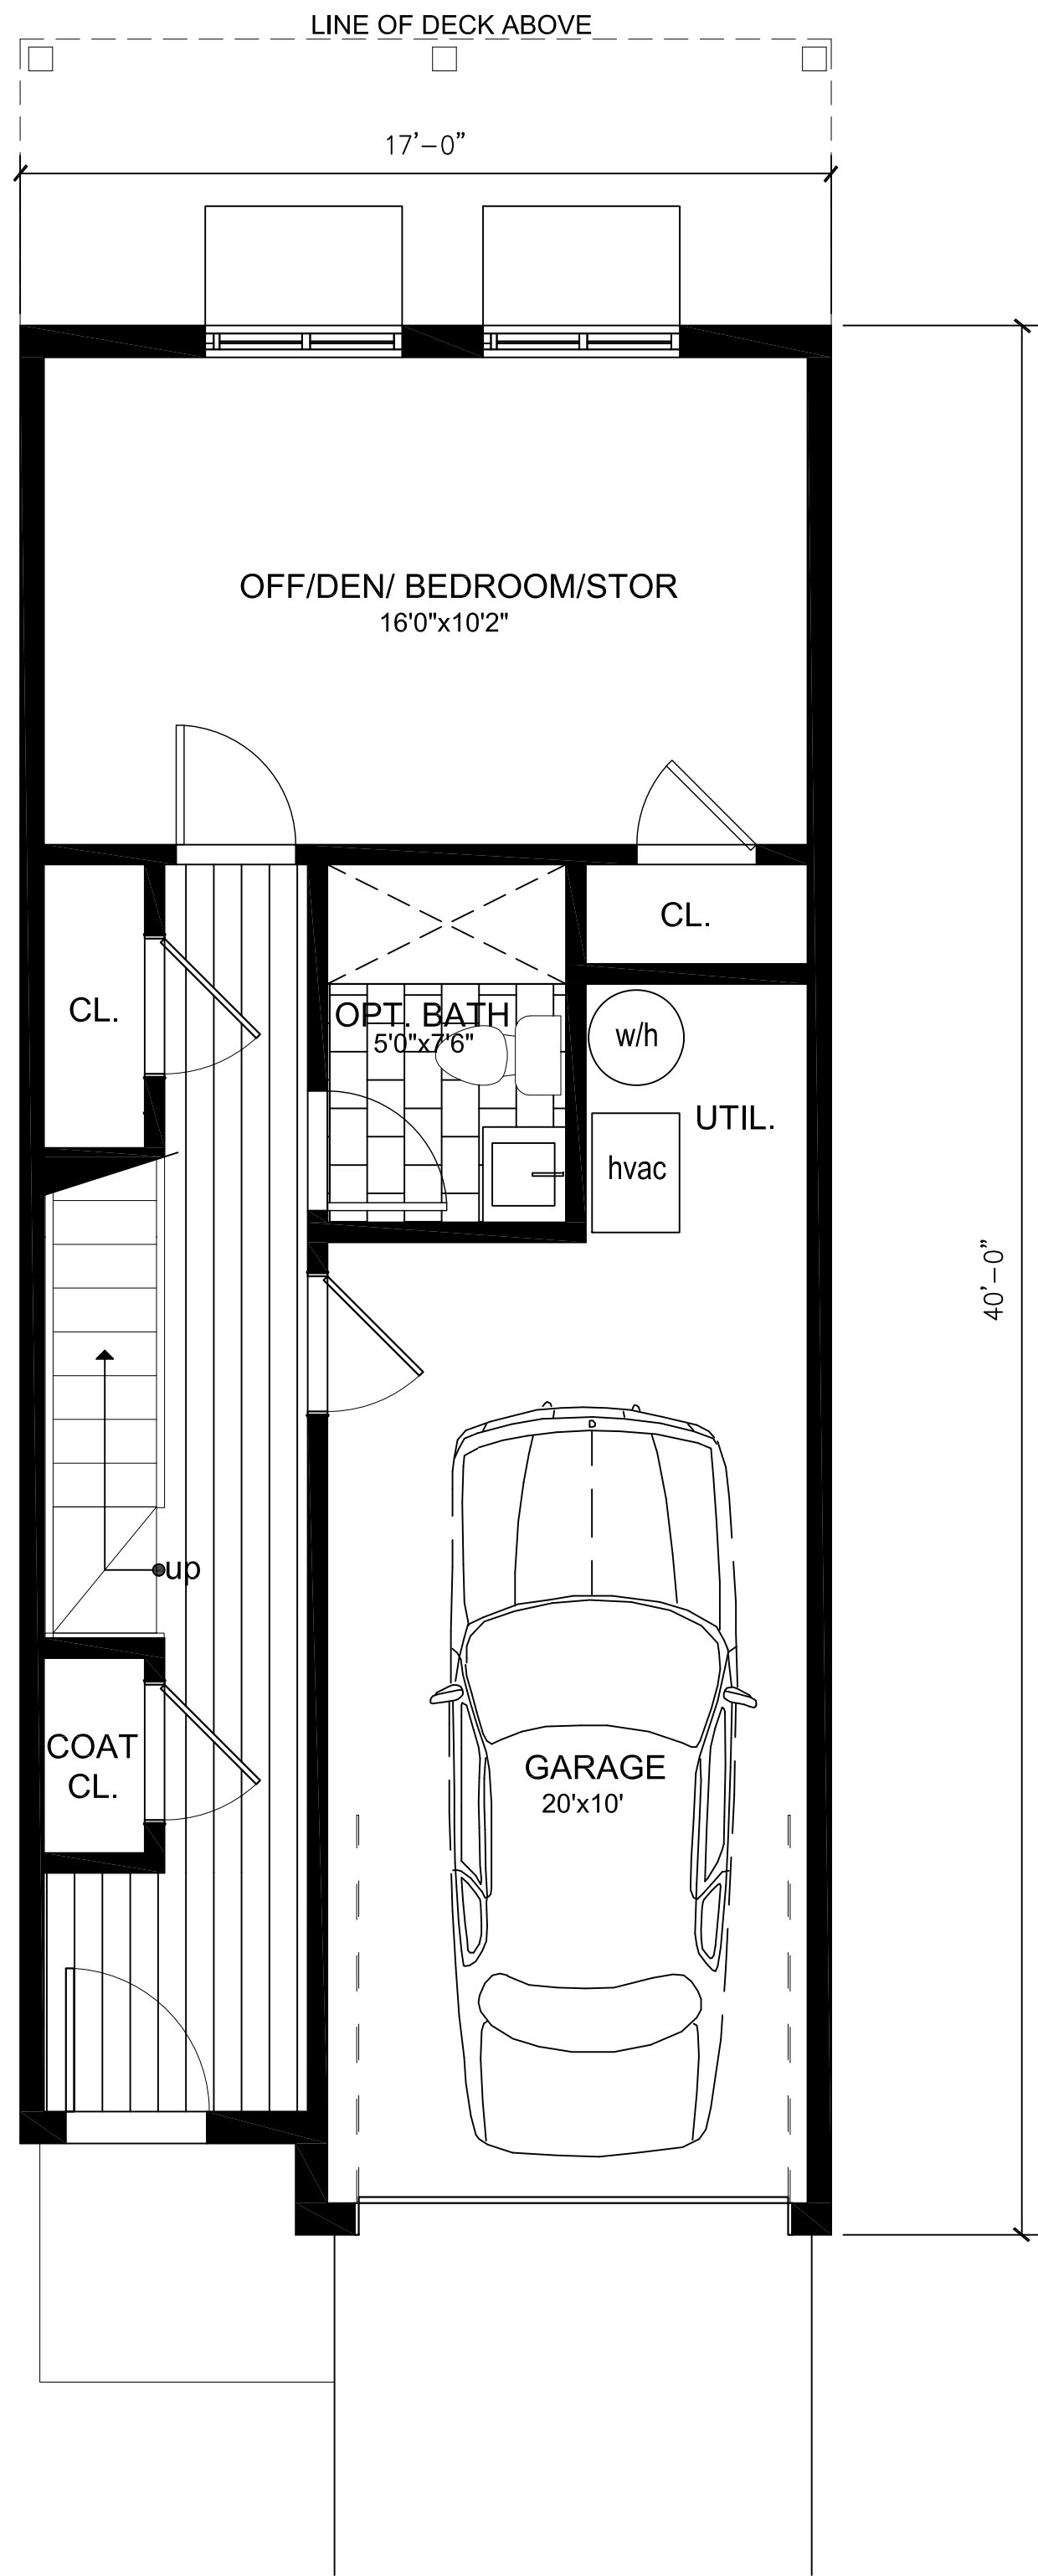 LINE OF DECK ABOVE
17'-0"
OFF/DEN/ BEDROOM/STOR
16'0"x10'2"
CL.
CL.
OPT. BATH
5'0"x7'6"
w/h
UTIL.
hvac
40'-0"
up
COAT
CL.
GARAGE
20'x10'